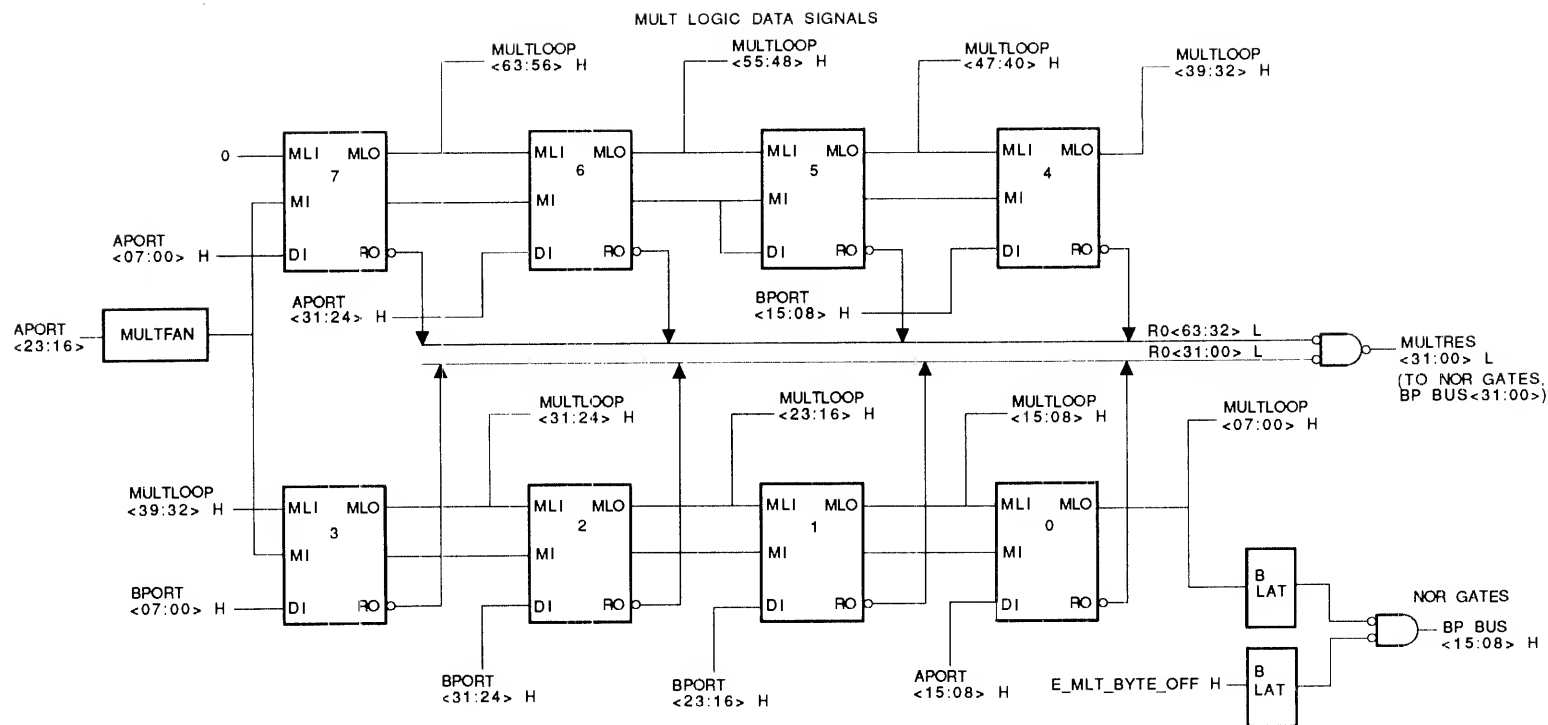 MULT LOGIC DATA SIGNALS
MULTLOOP
<63:56> H
MULTLOOP
<55:48> H
MULTLOOP
<47:40> H
MULTLOOP
<39:32> H
0
MLI MLO
7
MI
DI RO
MLI MLO
6
MI
DI RO
MLI MLO
5
MI
DI RO
MLI MLO
4
MI
DI RO
APORT
<07:00> H
APORT
<31:24> H
BPORT
<15:08> H
APORT
<23:16>
MULTFAN
R0<63:32> L
R0<31:00> L
MULTRES
<31:00> L
(TO NOR GATES,
BP BUS<31:00>)
MULTLOOP
<31:24> H
MULTLOOP
<23:16> H
MULTLOOP
<15:08> H
MULTLOOP
<07:00> H
MULTLOOP
<39:32> H
MLI MLO
3
MI
DI RO
MLI MLO
2
MI
DI RO
MLI MLO
1
MI
DI RO
MLI MLO
0
MI
DI RO
BPORT
<07:00> H
BPORT
<31:24> H
BPORT
<23:16> H
APORT
<15:08> H
B
LAT
NOR GATES
BP BUS
<15:08> H
E_MLT_BYTE_OFF H
B
LAT